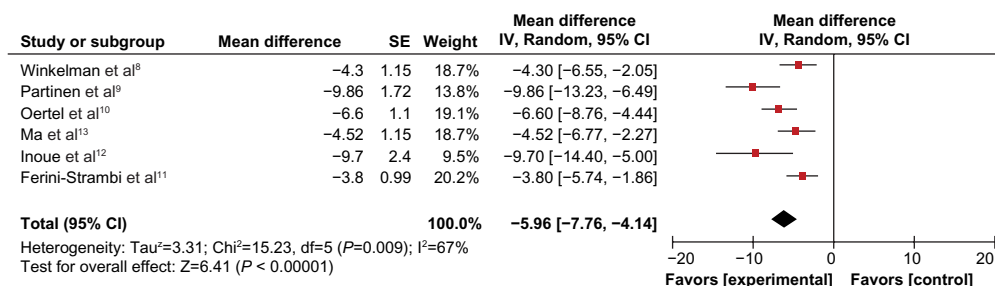 Mean difference
Mean difference
Study or subgroup Mean difference SE Weight IV, Random, 95% CI IV, Random, 95% CI
Winkelman et al⁸ −4.3 1.15 18.7% −4.30 [−6.55, −2.05]
Partinen et al⁹ −9.86 1.72 13.8% −9.86 [−13.23, −6.49]
Oertel et al¹⁰ −6.6 1.1 19.1% −6.60 [−8.76, −4.44]
Ma et al¹³ −4.52 1.15 18.7% −4.52 [−6.77, −2.27]
Inoue et al¹² −9.7 2.4 9.5% −9.70 [−14.40, −5.00]
Ferini-Strambi et al¹¹ −3.8 0.99 20.2% −3.80 [−5.74, −1.86]
Total (95% CI) 100.0% −5.96 [−7.76, −4.14]
Heterogeneity: Tau²=3.31; Chi²=15.23, df=5 (P=0.009); I²=67%
Test for overall effect: Z=6.41 (P < 0.00001)
−20 −10 0 10 20
Favors [experimental] Favors [control]